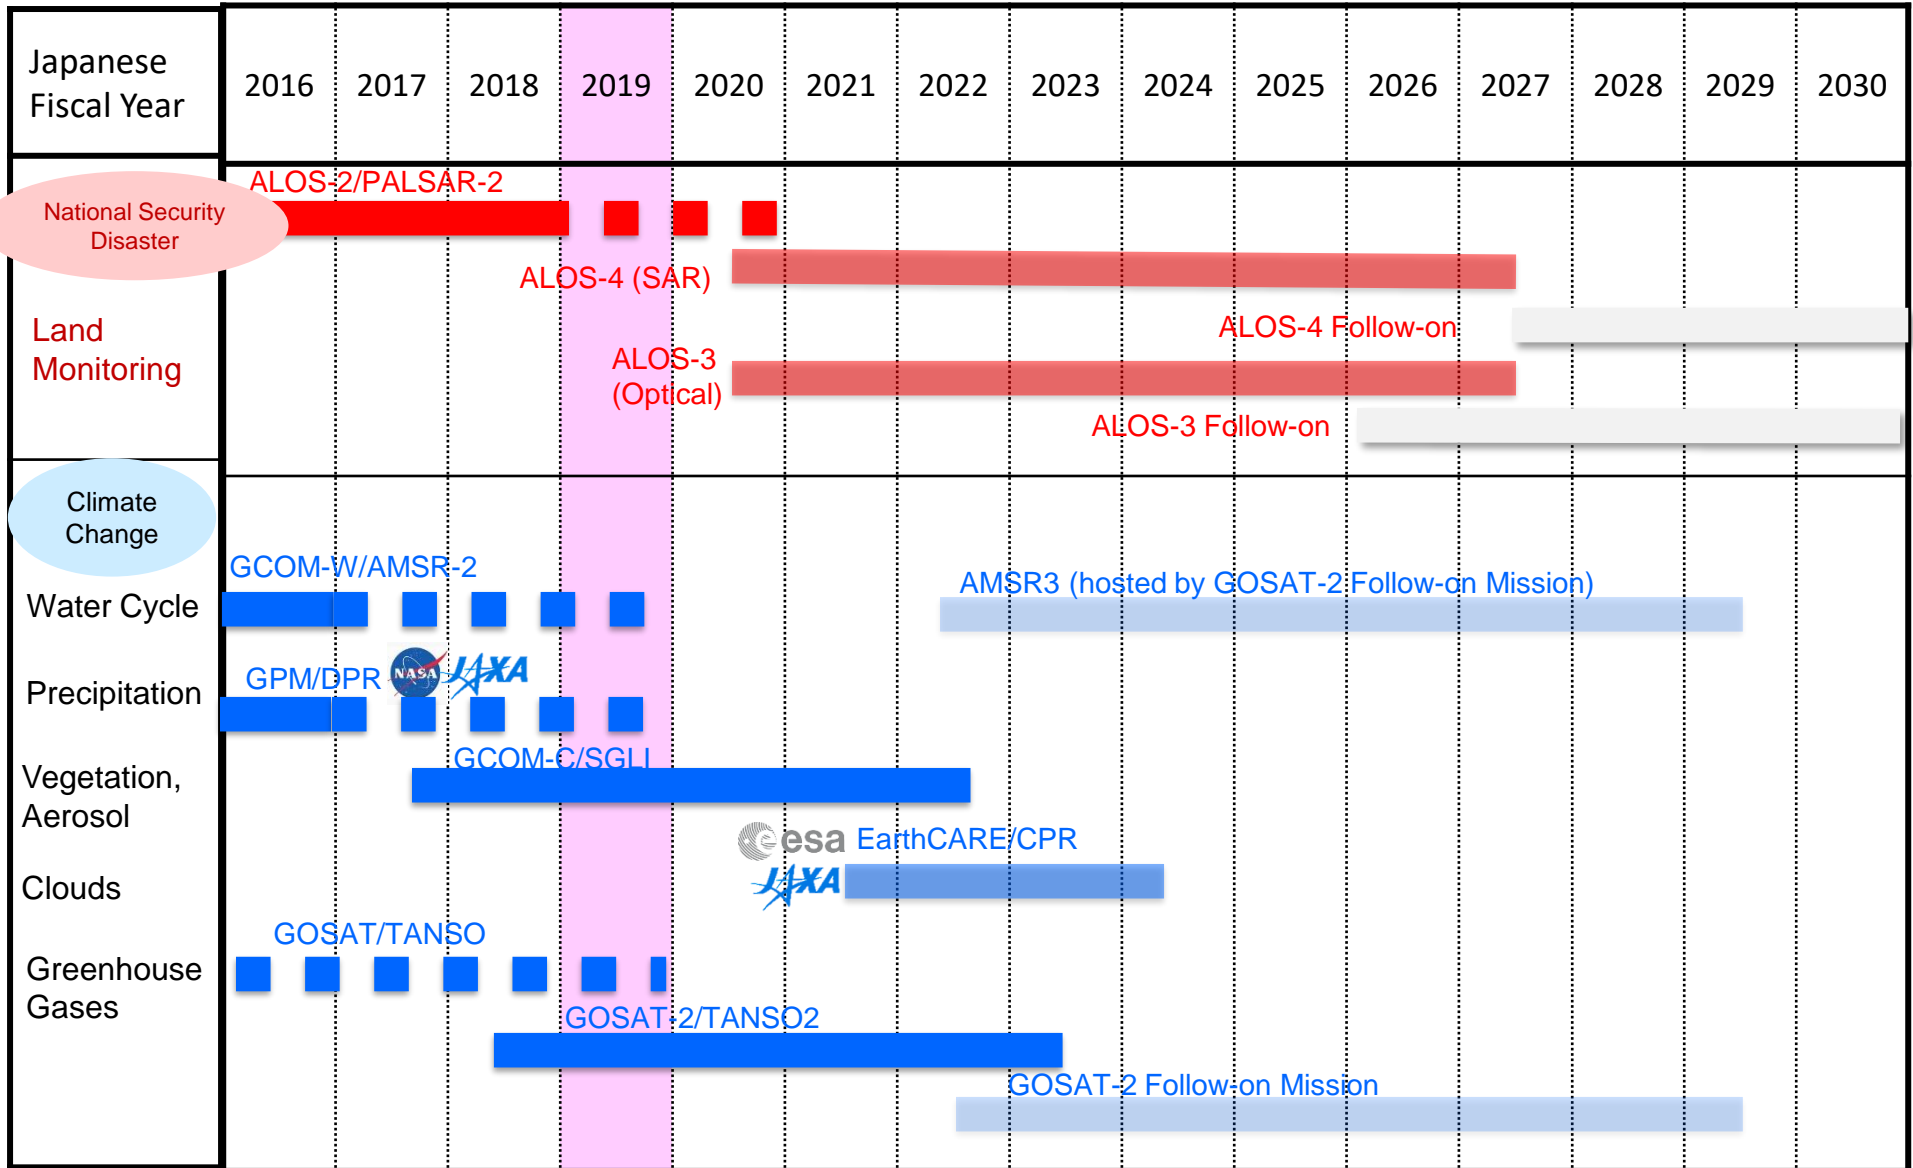 Japanese
Fiscal Year
2016 2017 2018 2019 2020 2021 2022 2023 2024 2025 2026 2027 2028 2029 2030
National Security
Disaster
Land
Monitoring
ALOS-2/PALSAR-2
ALOS-4 (SAR)
ALOS-4 Follow-on
ALOS-3
(Optical)
ALOS-3 Follow-on
Climate
Change
GCOM-W/AMSR-2
AMSR3 (hosted by GOSAT-2 Follow-on Mission)
Water Cycle
NASA JAXA
GPM/DPR
Precipitation
GCOM-C/SGLI
Vegetation,
Aerosol
esa EarthCARE/CPR
JAXA
Clouds
GOSAT/TANSO
Greenhouse
Gases
GOSAT-2/TANSO2
GOSAT-2 Follow-on Mission